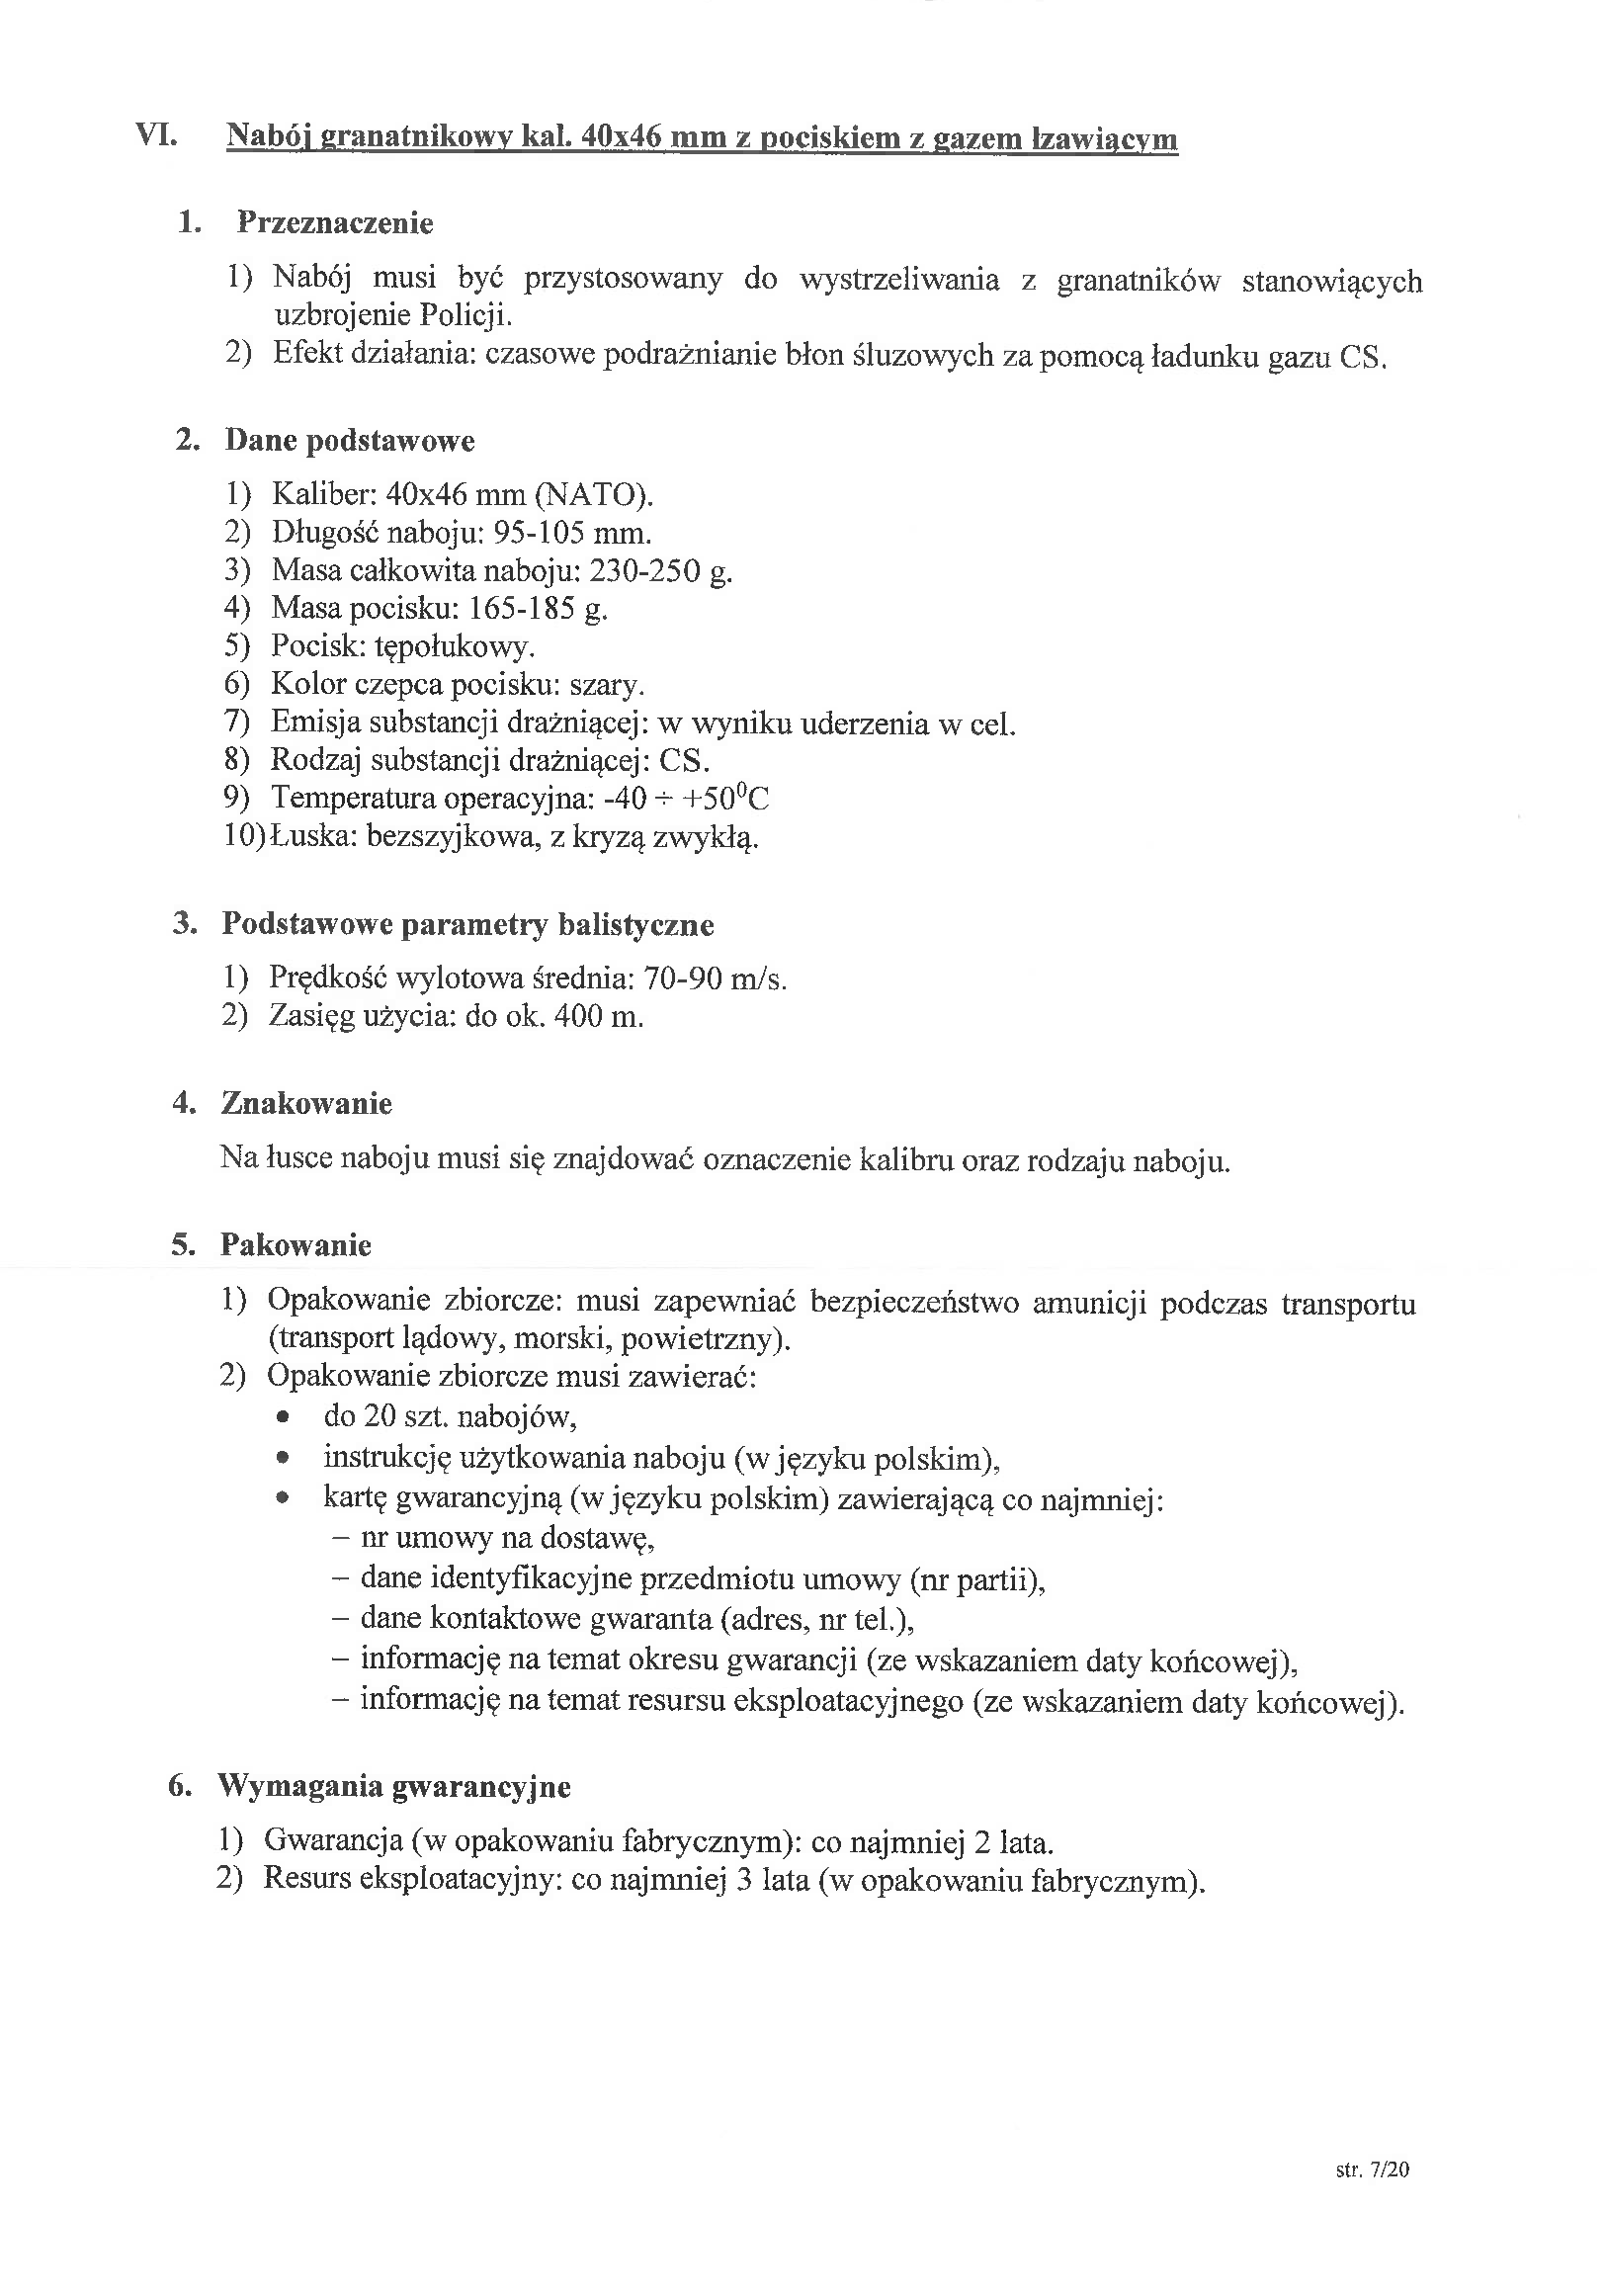 VI. Nabój granatnikowy kal. 40x46 mm z pociskiem z gazem łzawiącym
1. Przeznaczenie
1) Nabój musi być przystosowany do wystrzeliwania z granatników stanowiących
uzbrojenie Policji.
2) Efekt działania: czasowe podrażnianie błon śluzowych za pomocą ładunku gazu CS.
2. Dane podstawowe
1) Kaliber: 40x46 mm (NATO).
2) Długość naboju: 95-105 mm.
3) Masa całkowita naboju: 230-250 g.
4) Masa pocisku: 165-185 g.
5) Pocisk: tępołukowy.
6) Kolor czepca pocisku: szary.
7) Emisja substancji drażniącej: w wyniku uderzenia w cel.
8) Rodzaj substancji drażniącej: CS.
9) Temperatura operacyjna: -40 ÷ +50⁰C
10) Łuska: bezszyjkowa, z kryzą zwykłą.
3. Podstawowe parametry balistyczne
1) Prędkość wylotowa średnia: 70-90 m/s.
2) Zasięg użycia: do ok. 400 m.
4. Znakowanie
Na łusce naboju musi się znajdować oznaczenie kalibru oraz rodzaju naboju.
5. Pakowanie
1) Opakowanie zbiorcze: musi zapewniać bezpieczeństwo amunicji podczas transportu
(transport lądowy, morski, powietrzny).
2) Opakowanie zbiorcze musi zawierać:
• do 20 szt. nabojów,
• instrukcję użytkowania naboju (w języku polskim),
• kartę gwarancyjną (w języku polskim) zawierającą co najmniej:
– nr umowy na dostawę,
– dane identyfikacyjne przedmiotu umowy (nr partii),
– dane kontaktowe gwaranta (adres, nr tel.),
– informację na temat okresu gwarancji (ze wskazaniem daty końcowej),
– informację na temat resursu eksploatacyjnego (ze wskazaniem daty końcowej).
6. Wymagania gwarancyjne
1) Gwarancja (w opakowaniu fabrycznym): co najmniej 2 lata.
2) Resurs eksploatacyjny: co najmniej 3 lata (w opakowaniu fabrycznym).
str. 7/20